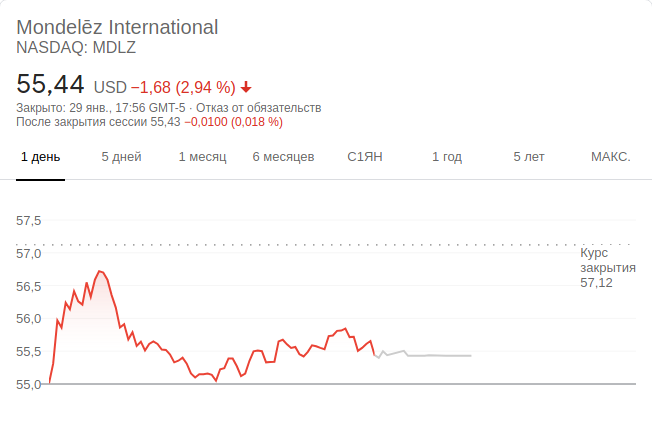 Mondelēz International
NASDAQ: MDLZ
55,44 USD −1,68 (2,94 %)
Закрыто: 29 янв., 17:56 GMT-5 · Отказ от обязательств
После закрытия сессии 55,43 −0,0100 (0,018 %)
1 день 5 дней 1 месяц 6 месяцев С1ЯН 1 год 5 лет МАКС.
57,5
57,0
56,5
56,0
55,5
55,0
Курс
закрытия
57,12